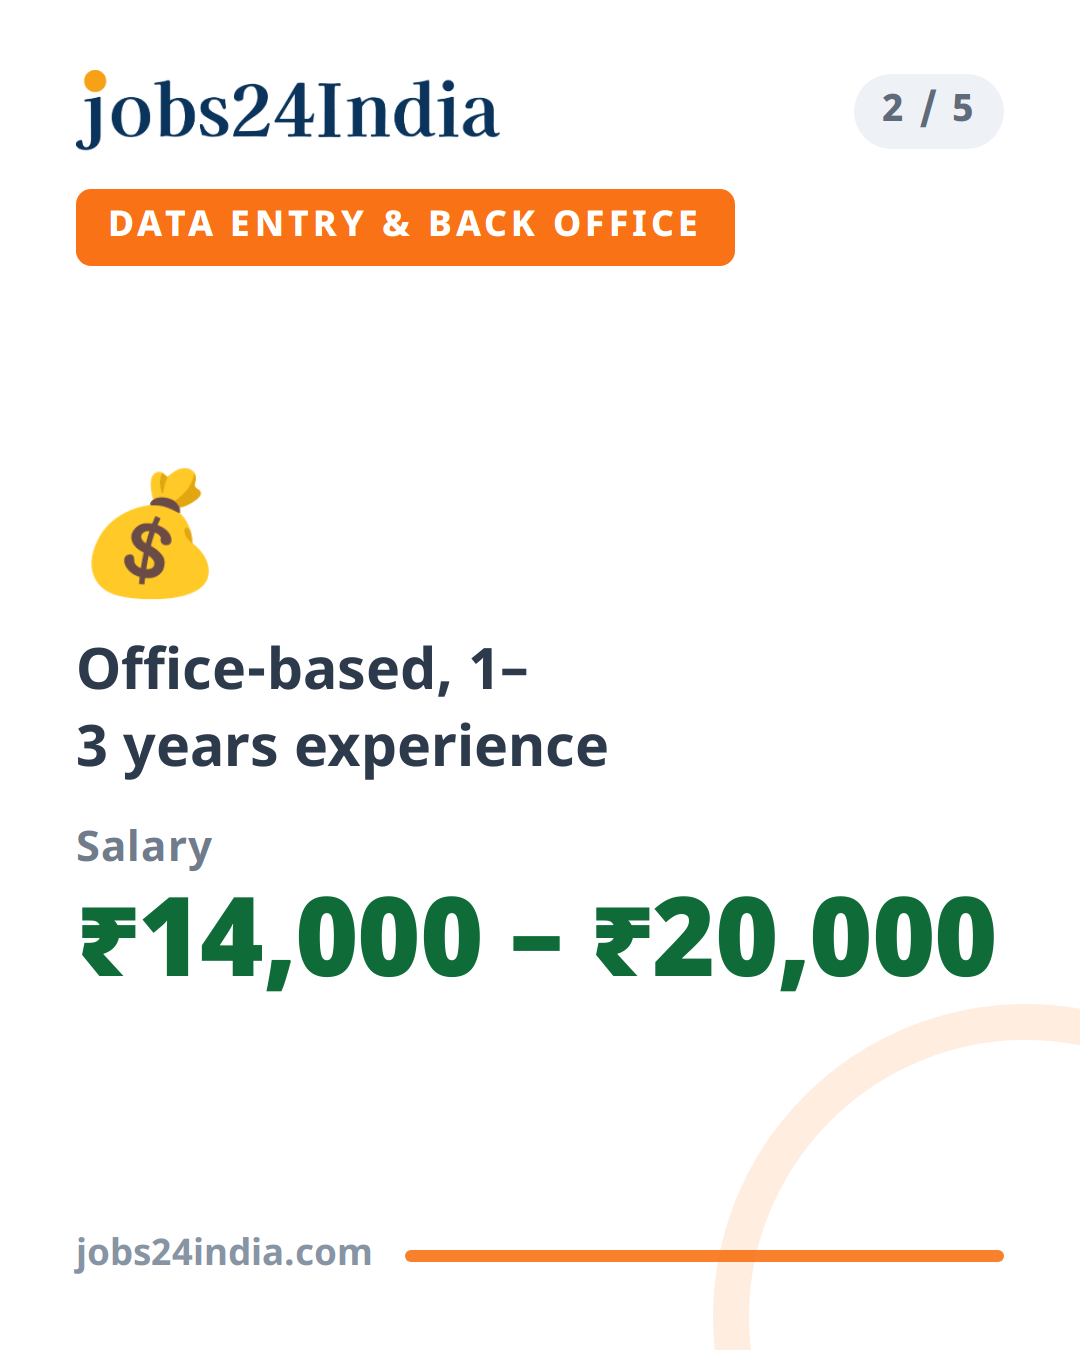 jobs24India
2 / 5
DATA ENTRY & BACK OFFICE
Office-based, 1–
3 years experience
Salary
₹14,000 – ₹20,000
jobs24india.com